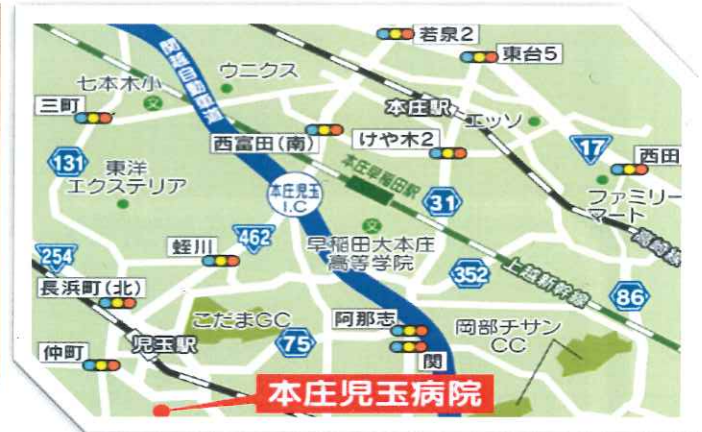 若泉2
東台5
関越自動車道
ウニクス
七本木小
三町
文
本庄駅
エッソ
西富田(南)
けや木2
17
西田
131
東洋
エクステリア
本庄早稲田駅
本庄児玉
I.C
31
ファミリー
マート
文
早稲田大本庄
高等学院
462
254
蛭川
352
上越新幹線
高崎線
86
長浜町(北)
こだまGC
阿那志
岡部チサン
CC
児玉駅
75
仲町
関
本庄児玉病院